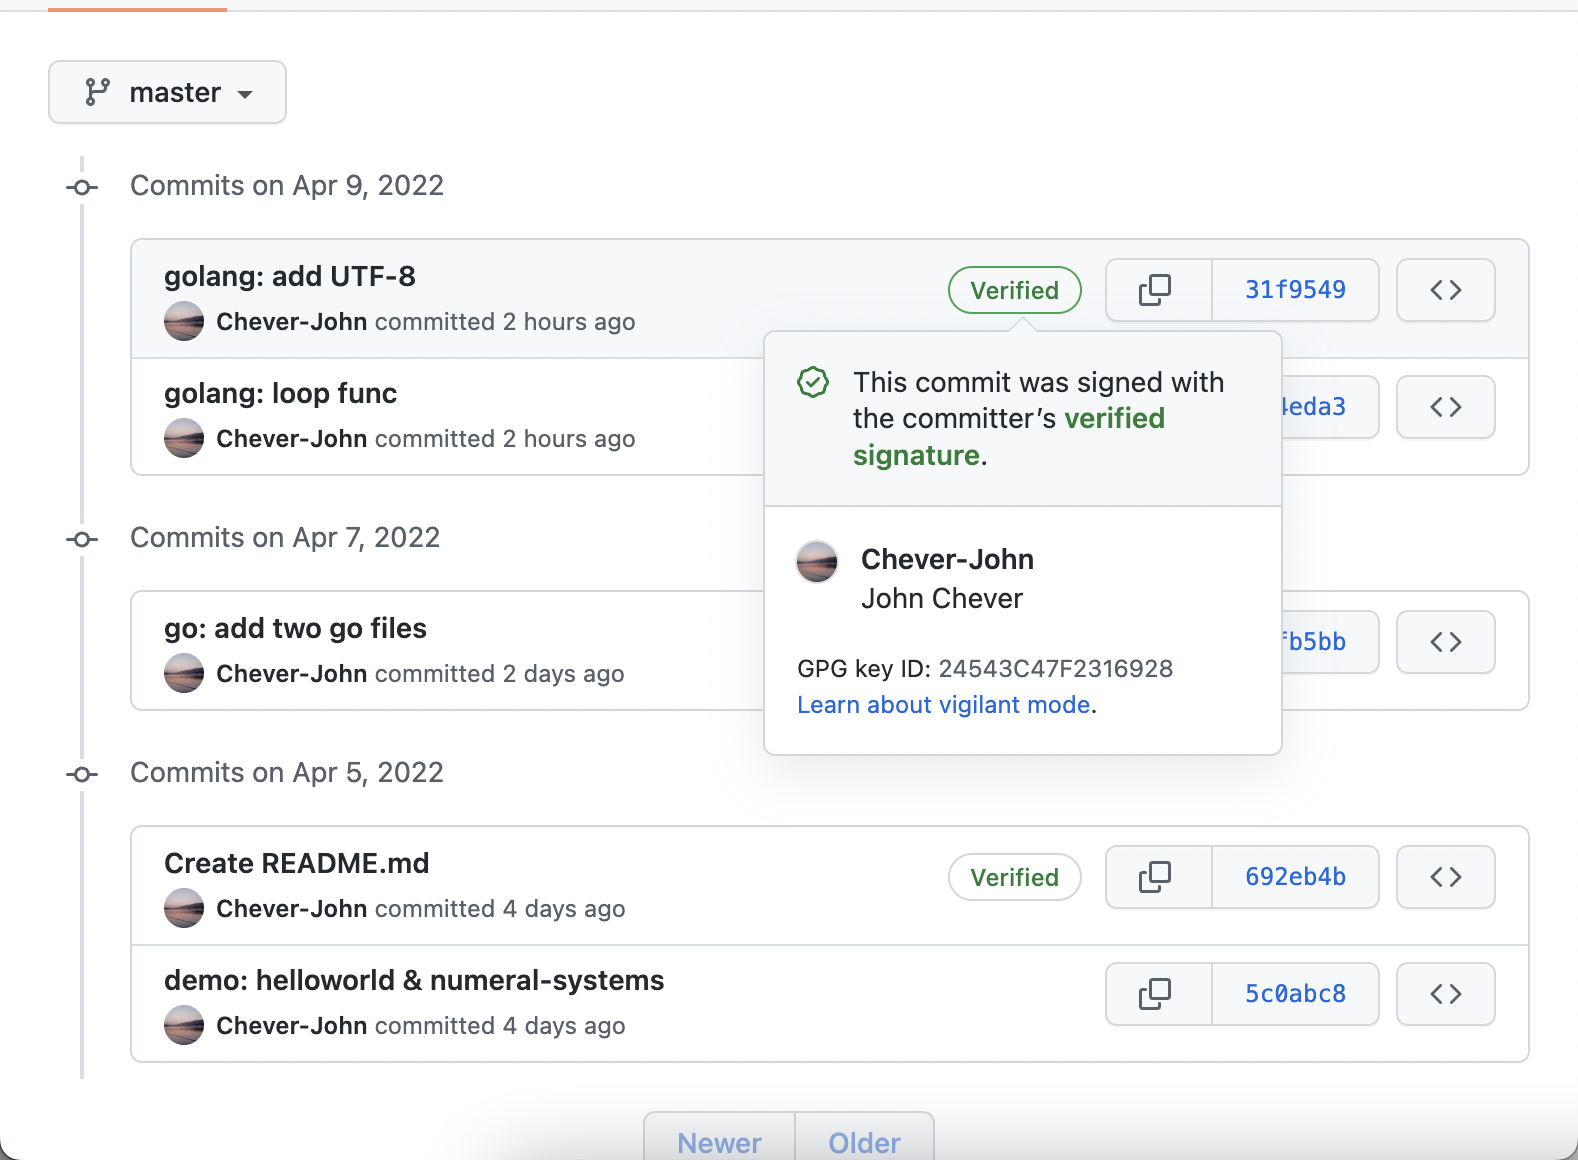 master
Commits on Apr 9, 2022
golang: add UTF-8
Verified
31f9549
Chever-John committed 2 hours ago
This commit was signed with
the committer’s verified
signature.
golang: loop func
eda3
Chever-John committed 2 hours ago
Commits on Apr 7, 2022
Chever-John
John Chever
go: add two go files
b5bb
Chever-John committed 2 days ago
GPG key ID: 24543C47F2316928
Learn about vigilant mode.
Commits on Apr 5, 2022
Create README.md
Verified
692eb4b
Chever-John committed 4 days ago
demo: helloworld & numeral-systems
5c0abc8
Chever-John committed 4 days ago
Newer
Older